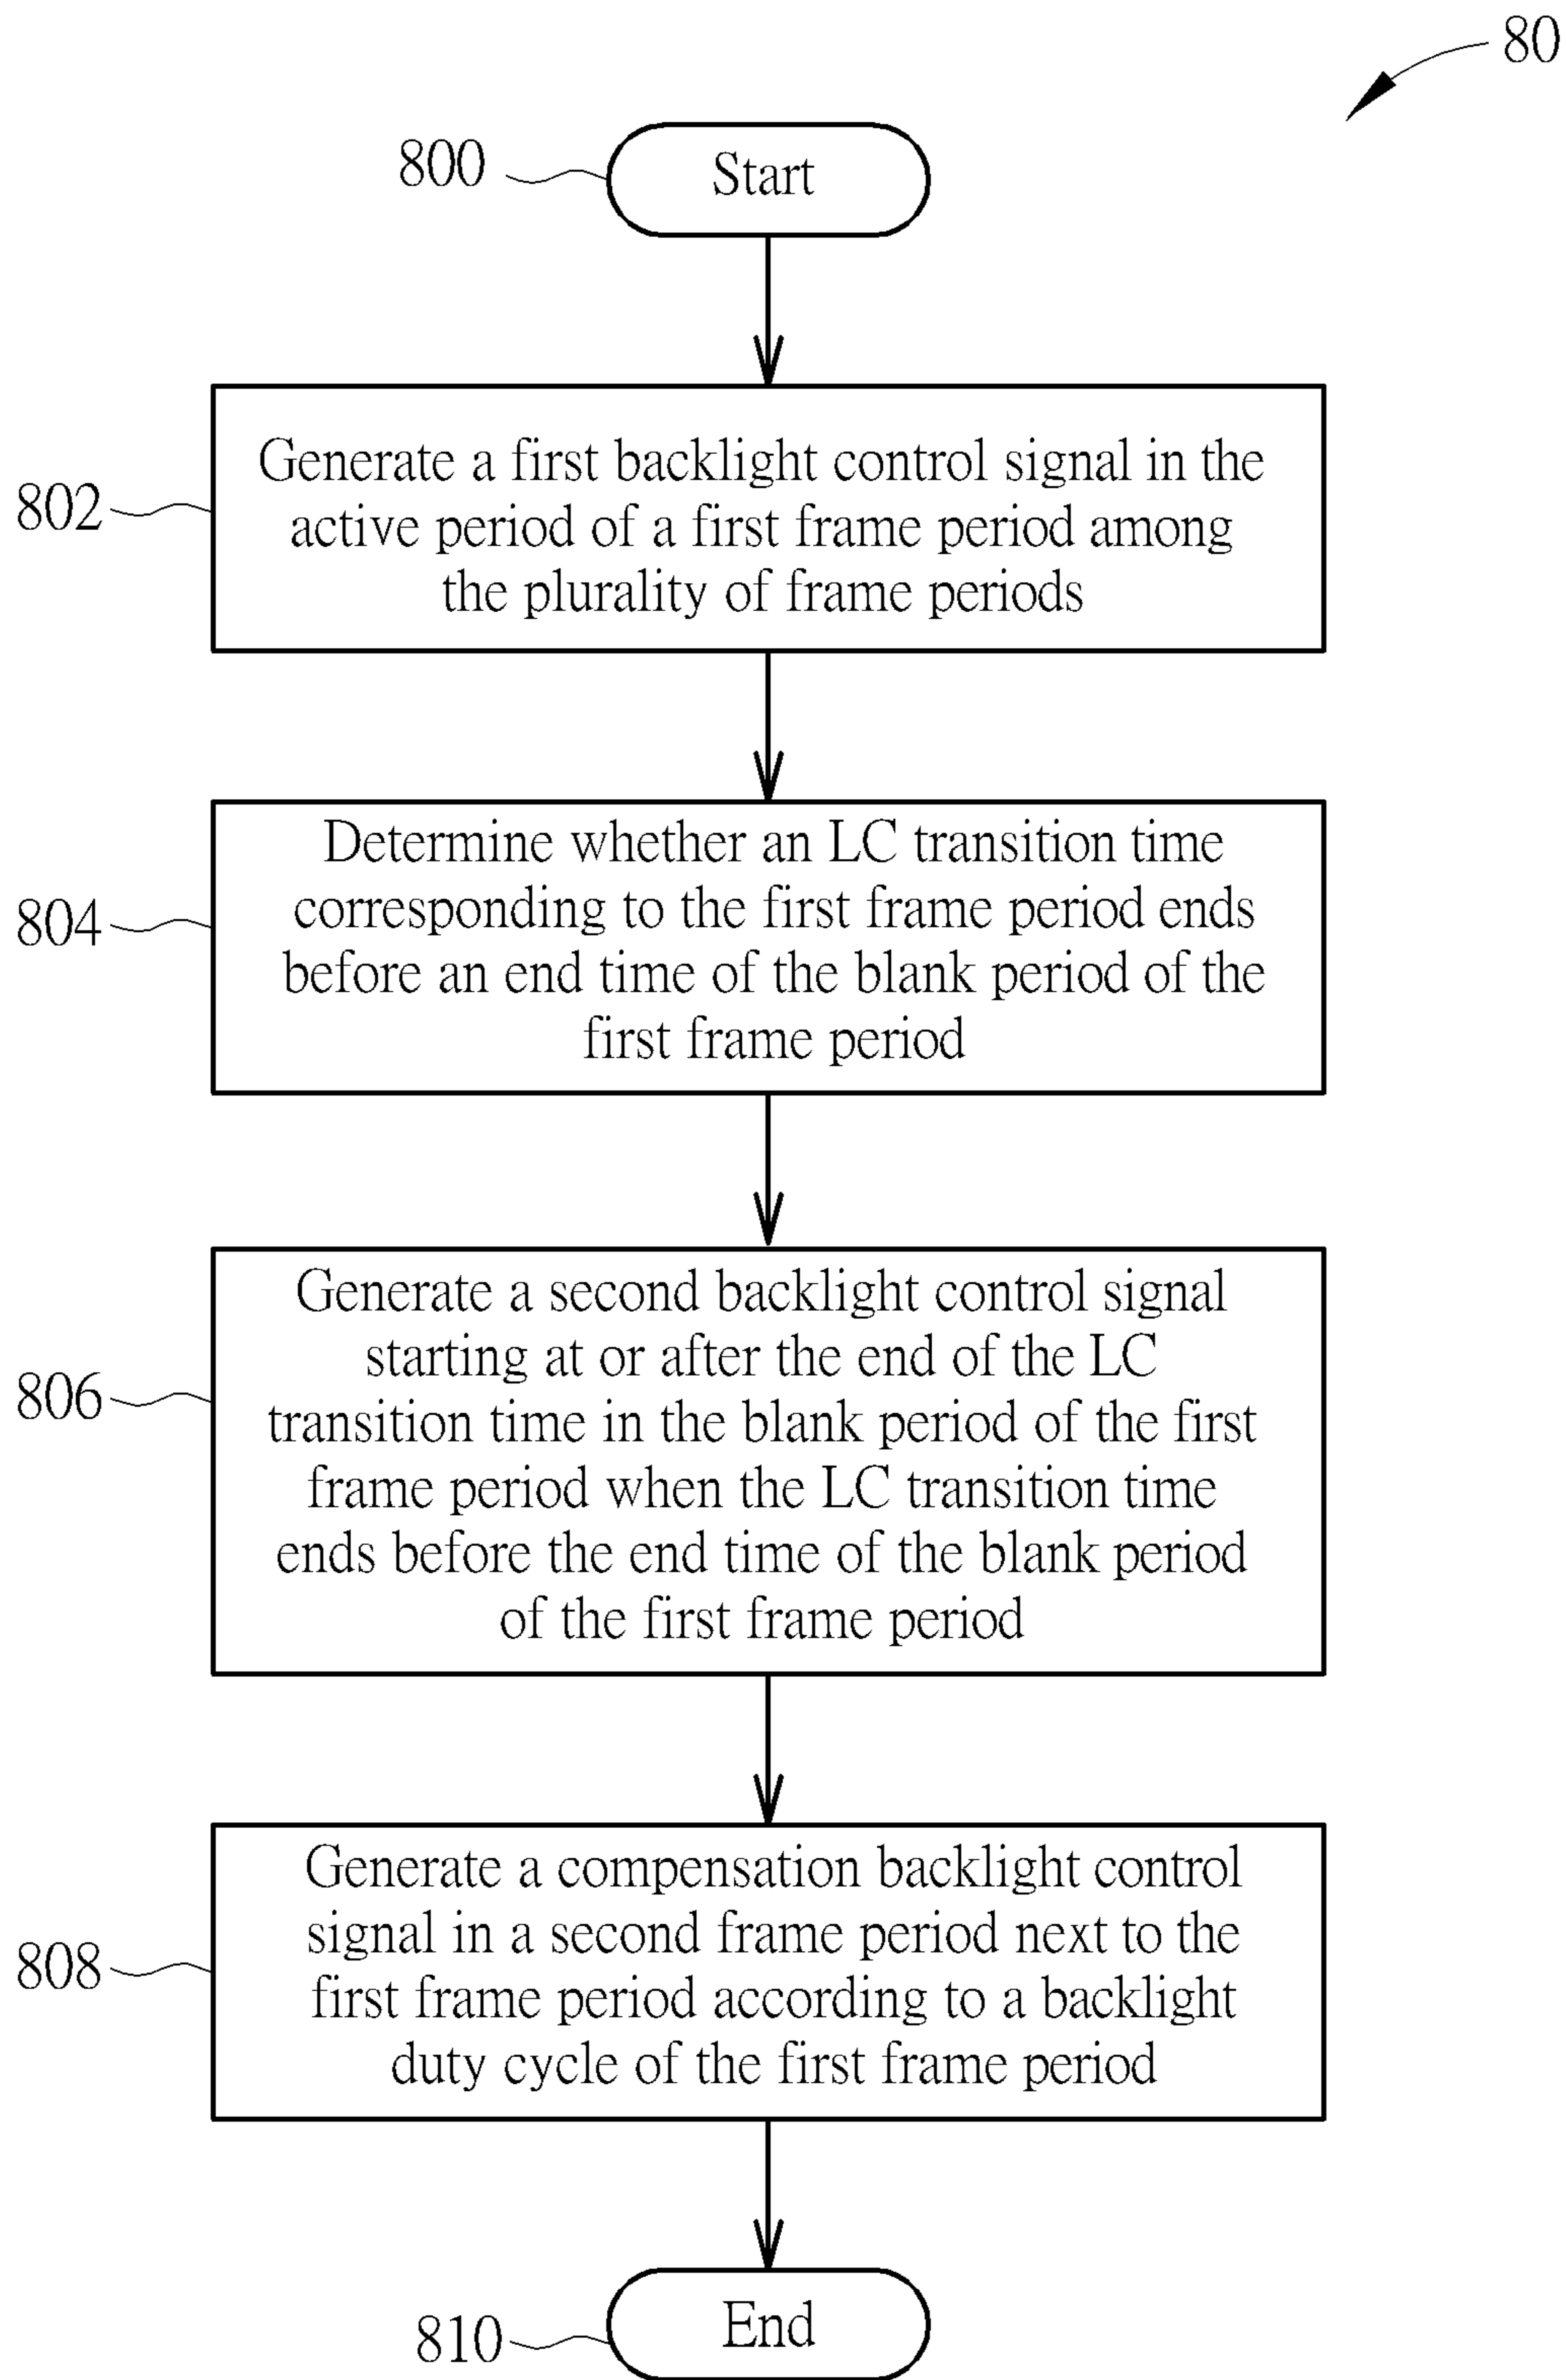 80
800
Start
802
Generate a first backlight control signal in the
active period of a first frame period among
the plurality of frame periods
804
Determine whether an LC transition time
corresponding to the first frame period ends
before an end time of the blank period of the
first frame period
806
Generate a second backlight control signal
starting at or after the end of the LC
transition time in the blank period of the first
frame period when the LC transition time
ends before the end time of the blank period
of the first frame period
808
Generate a compensation backlight control
signal in a second frame period next to the
first frame period according to a backlight
duty cycle of the first frame period
810
End